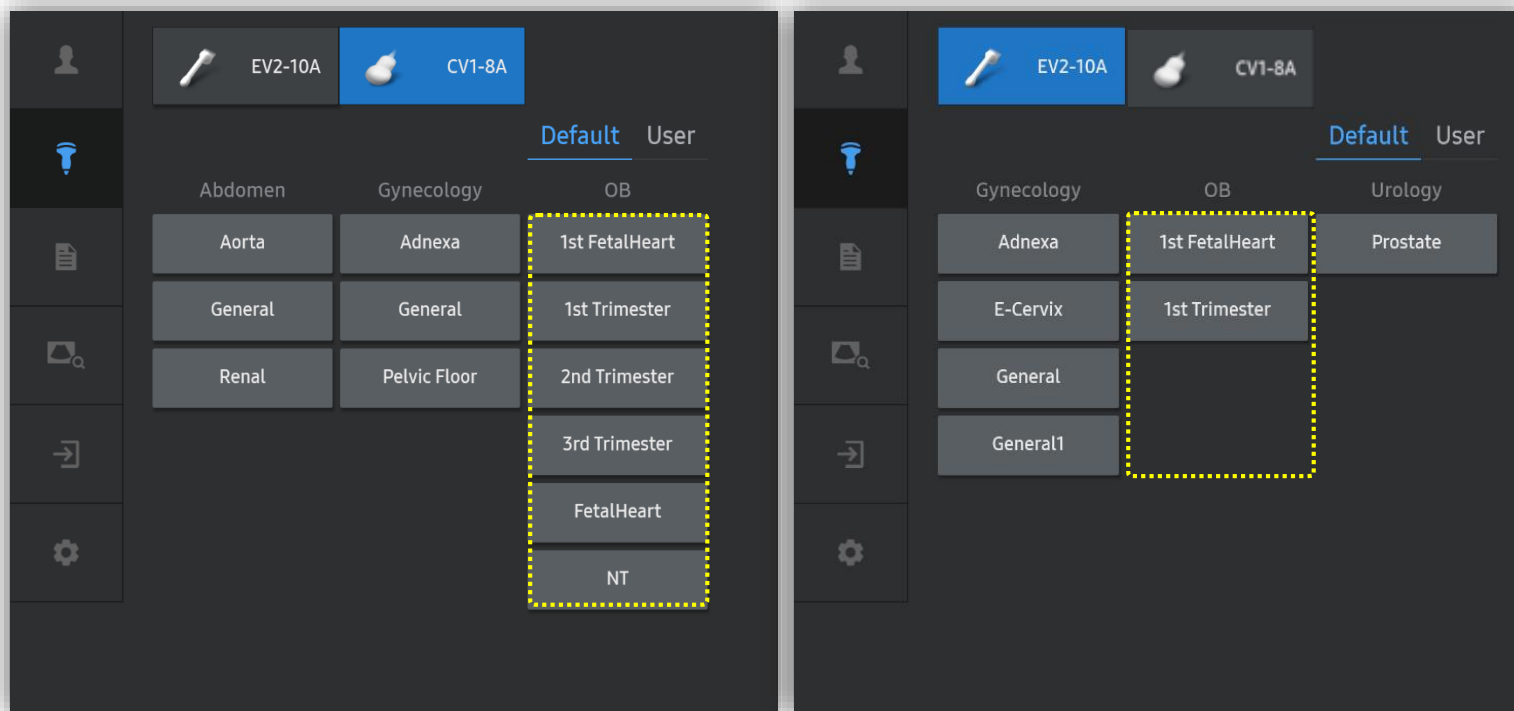 EV2-10A CV1-8A
Default User
Abdomen Gynecology OB
Aorta Adnexa 1st FetalHeart
General General 1st Trimester
Renal Pelvic Floor 2nd Trimester
3rd Trimester
FetalHeart
NT
EV2-10A CV1-8A
Default User
Gynecology OB Urology
Adnexa 1st FetalHeart Prostate
E-Cervix 1st Trimester
General
General1